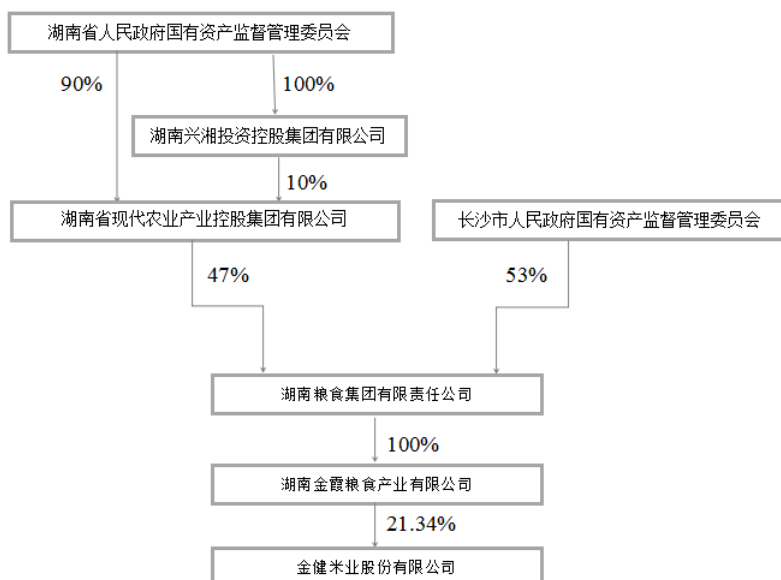 湖南省人民政府国有资产监督管理委员会
90%
100%
湖南兴湘投资控股集团有限公司
10%
湖南省现代农业产业控股集团有限公司
长沙市人民政府国有资产监督管理委员会
47%
53%
湖南粮食集团有限责任公司
100%
湖南金霞粮食产业有限公司
21.34%
金健米业股份有限公司